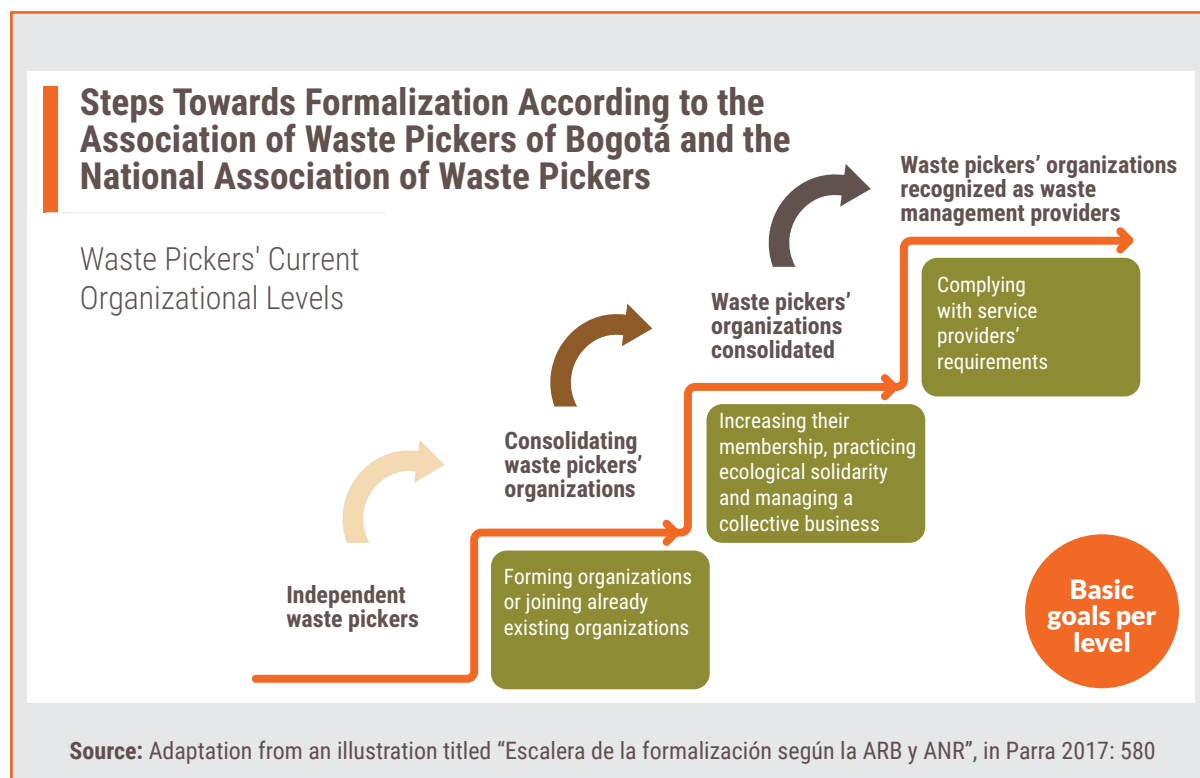 Steps Towards Formalization According to the
Association of Waste Pickers of Bogotá and the
National Association of Waste Pickers
Waste Pickers' Current
Organizational Levels
Independent
waste pickers
Forming organizations
or joining already
existing organizations
Consolidating
waste pickers’
organizations
Increasing their
membership, practicing
ecological solidarity
and managing a
collective business
Waste pickers’
organizations
consolidated
Complying
with service
providers’
requirements
Waste pickers’ organizations
recognized as waste
management providers
Basic
goals per
level
Source: Adaptation from an illustration titled “Escalera de la formalización según la ARB y ANR”, in Parra 2017: 580